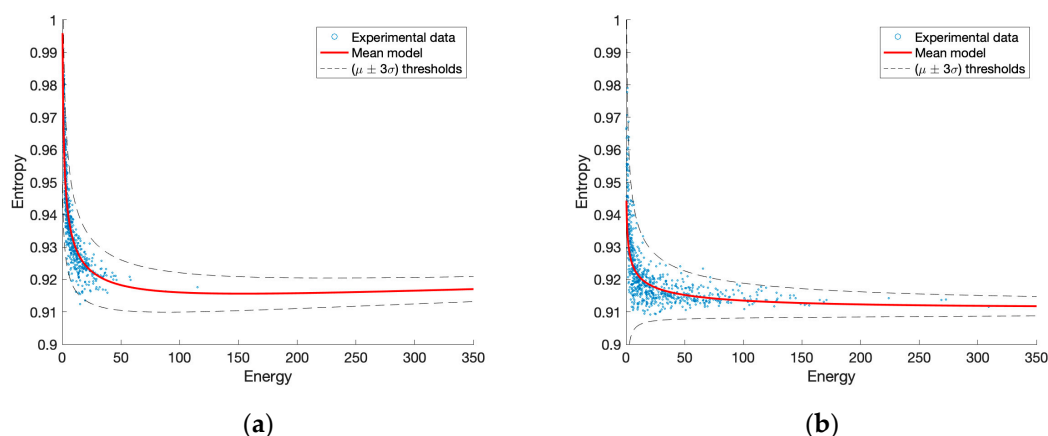 1
0.99
0.98
0.97
0.96
0.95
0.94
0.93
0.92
0.91
0.9
Entropy
0 50 100 150 200 250 300 350
Energy
Experimental data
Mean model
(μ ± 3σ) thresholds
(a)
1
0.99
0.98
0.97
0.96
0.95
0.94
0.93
0.92
0.91
0.9
Entropy
0 50 100 150 200 250 300 350
Energy
Experimental data
Mean model
(μ ± 3σ) thresholds
(b)